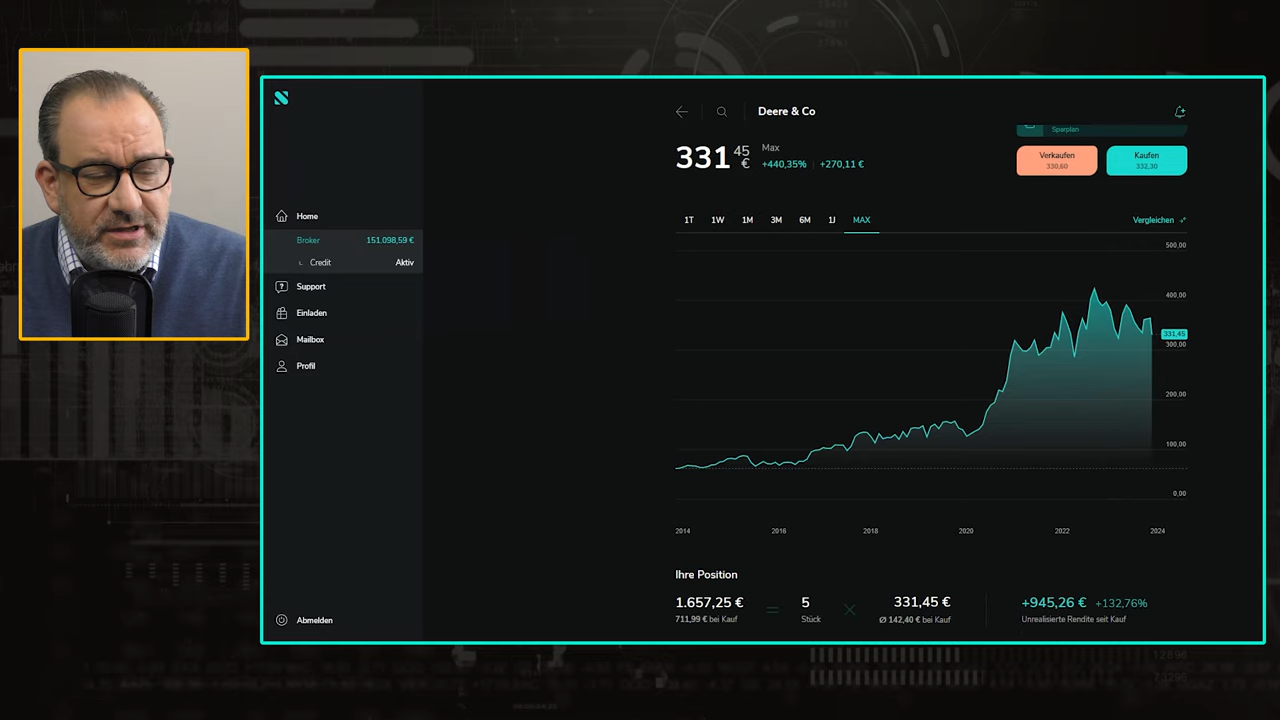 Deere & Co
Sparplan
331 45 €
Max
+440,35% | +270,11 €
Verkaufen
330,60
Kaufen
332,30
Home
Broker 151.098,59 €
Credit Aktiv
Support
Einladen
Mailbox
Profil
Abmelden
1T 1W 1M 3M 6M 1J MAX
Vergleichen
500,00
400,00
331,45
300,00
200,00
100,00
0,00
2014 2016 2018 2020 2022 2024
Ihre Position
1.657,25 € = 5 × 331,45 € +945,26 € +132,76%
711,99 € bei Kauf Stück Ø 142,40 € bei Kauf Unrealisierte Rendite seit Kauf